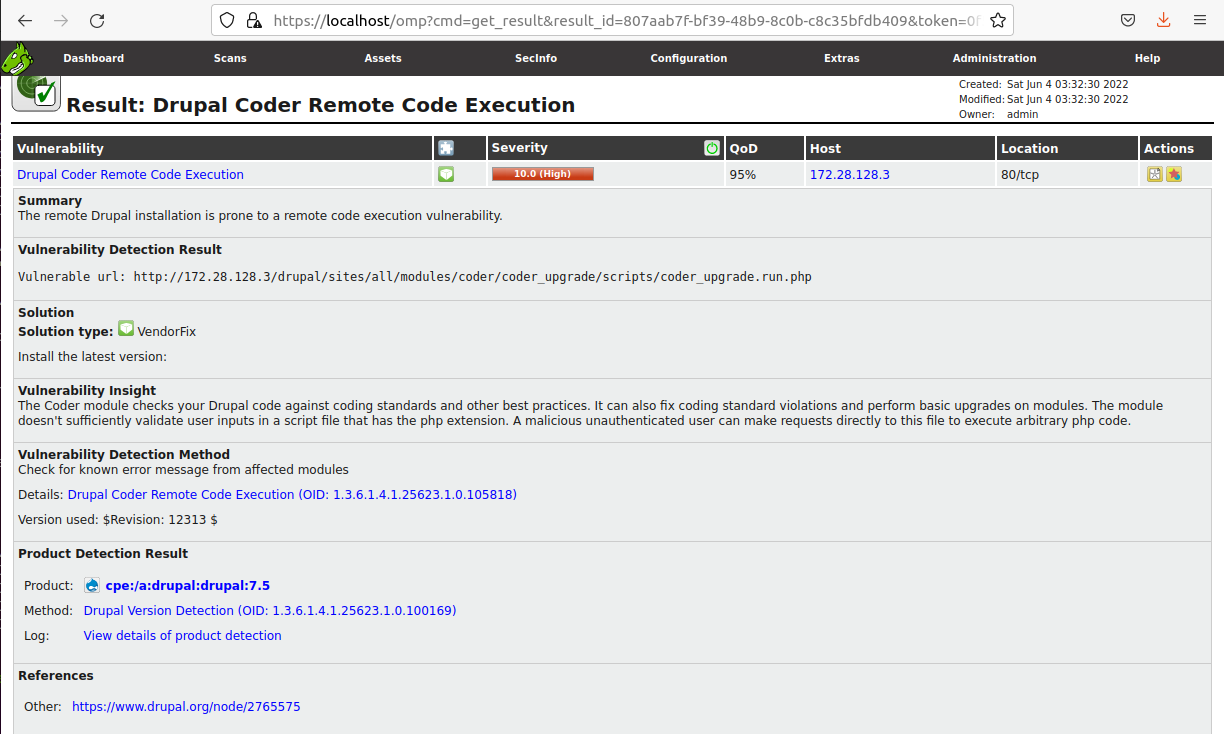 https://localhost/omp?cmd=get_result&result_id=807aab7f-bf39-48b9-8c0b-c8c35bfdb409&token=0f
Dashboard Scans Assets SecInfo Configuration Extras Administration Help
Result: Drupal Coder Remote Code Execution
Created: Sat Jun 4 03:32:30 2022
Modified: Sat Jun 4 03:32:30 2022
Owner: admin
Vulnerability Severity QoD Host Location Actions
Drupal Coder Remote Code Execution 10.0 (High) 95% 172.28.128.3 80/tcp
Summary
The remote Drupal installation is prone to a remote code execution vulnerability.
Vulnerability Detection Result
Vulnerable url: http://172.28.128.3/drupal/sites/all/modules/coder/coder_upgrade/scripts/coder_upgrade.run.php
Solution
Solution type: VendorFix
Install the latest version:
Vulnerability Insight
The Coder module checks your Drupal code against coding standards and other best practices. It can also fix coding standard violations and perform basic upgrades on modules. The module
doesn't sufficiently validate user inputs in a script file that has the php extension. A malicious unauthenticated user can make requests directly to this file to execute arbitrary php code.
Vulnerability Detection Method
Check for known error message from affected modules
Details: Drupal Coder Remote Code Execution (OID: 1.3.6.1.4.1.25623.1.0.105818)
Version used: $Revision: 12313 $
Product Detection Result
Product: cpe:/a:drupal:drupal:7.5
Method: Drupal Version Detection (OID: 1.3.6.1.4.1.25623.1.0.100169)
Log: View details of product detection
References
Other: https://www.drupal.org/node/2765575